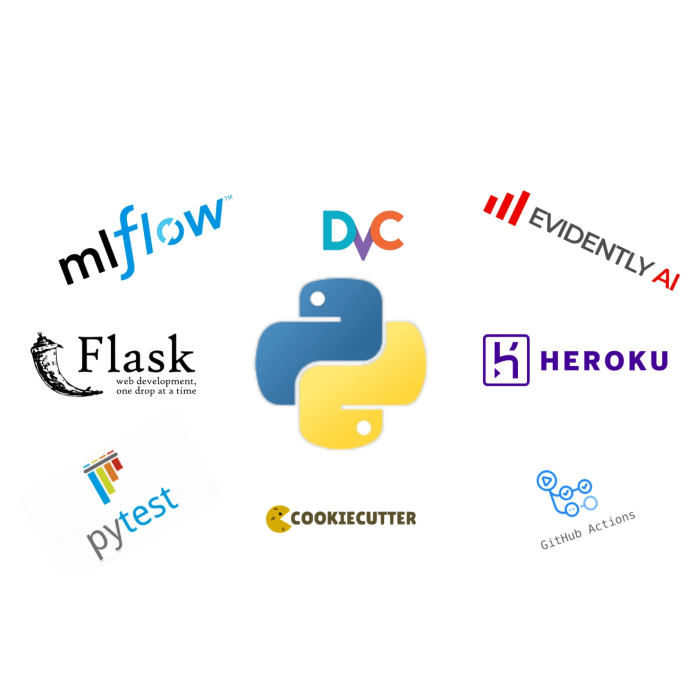 mlflow™
DVC
EVIDENTLY AI
Flask
web development,
one drop at a time
HEROKU
pytest
COOKIECUTTER
GitHub Actions